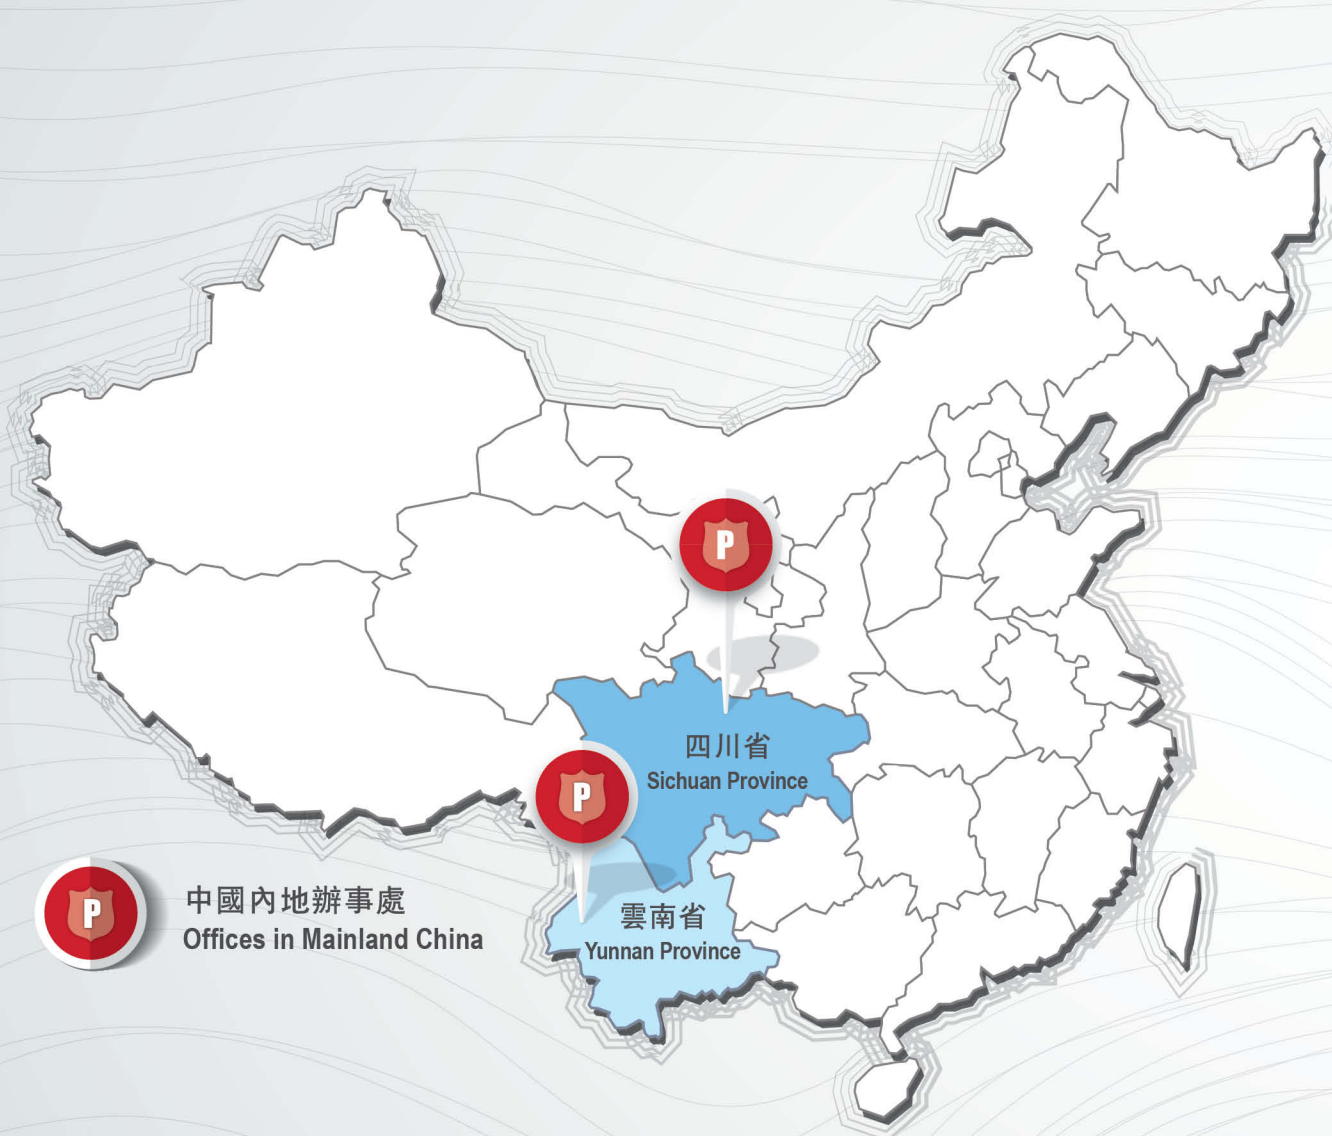 P
四川省
Sichuan Province
P
P
中國內地辦事處
Offices in Mainland China
雲南省
Yunnan Province